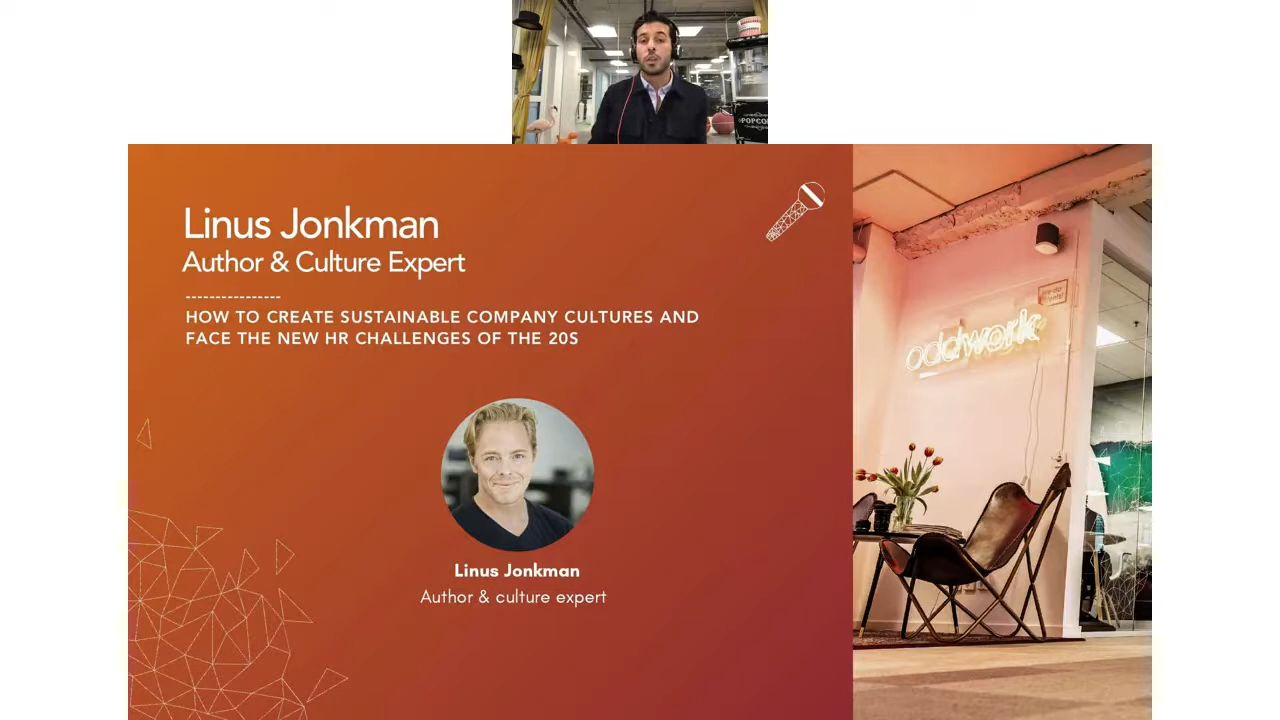 POPCO
Linus Jonkman
Author & Culture Expert
----------------
HOW TO CREATE SUSTAINABLE COMPANY CULTURES AND
FACE THE NEW HR CHALLENGES OF THE 20S
oddwork
Linus Jonkman
Author & culture expert